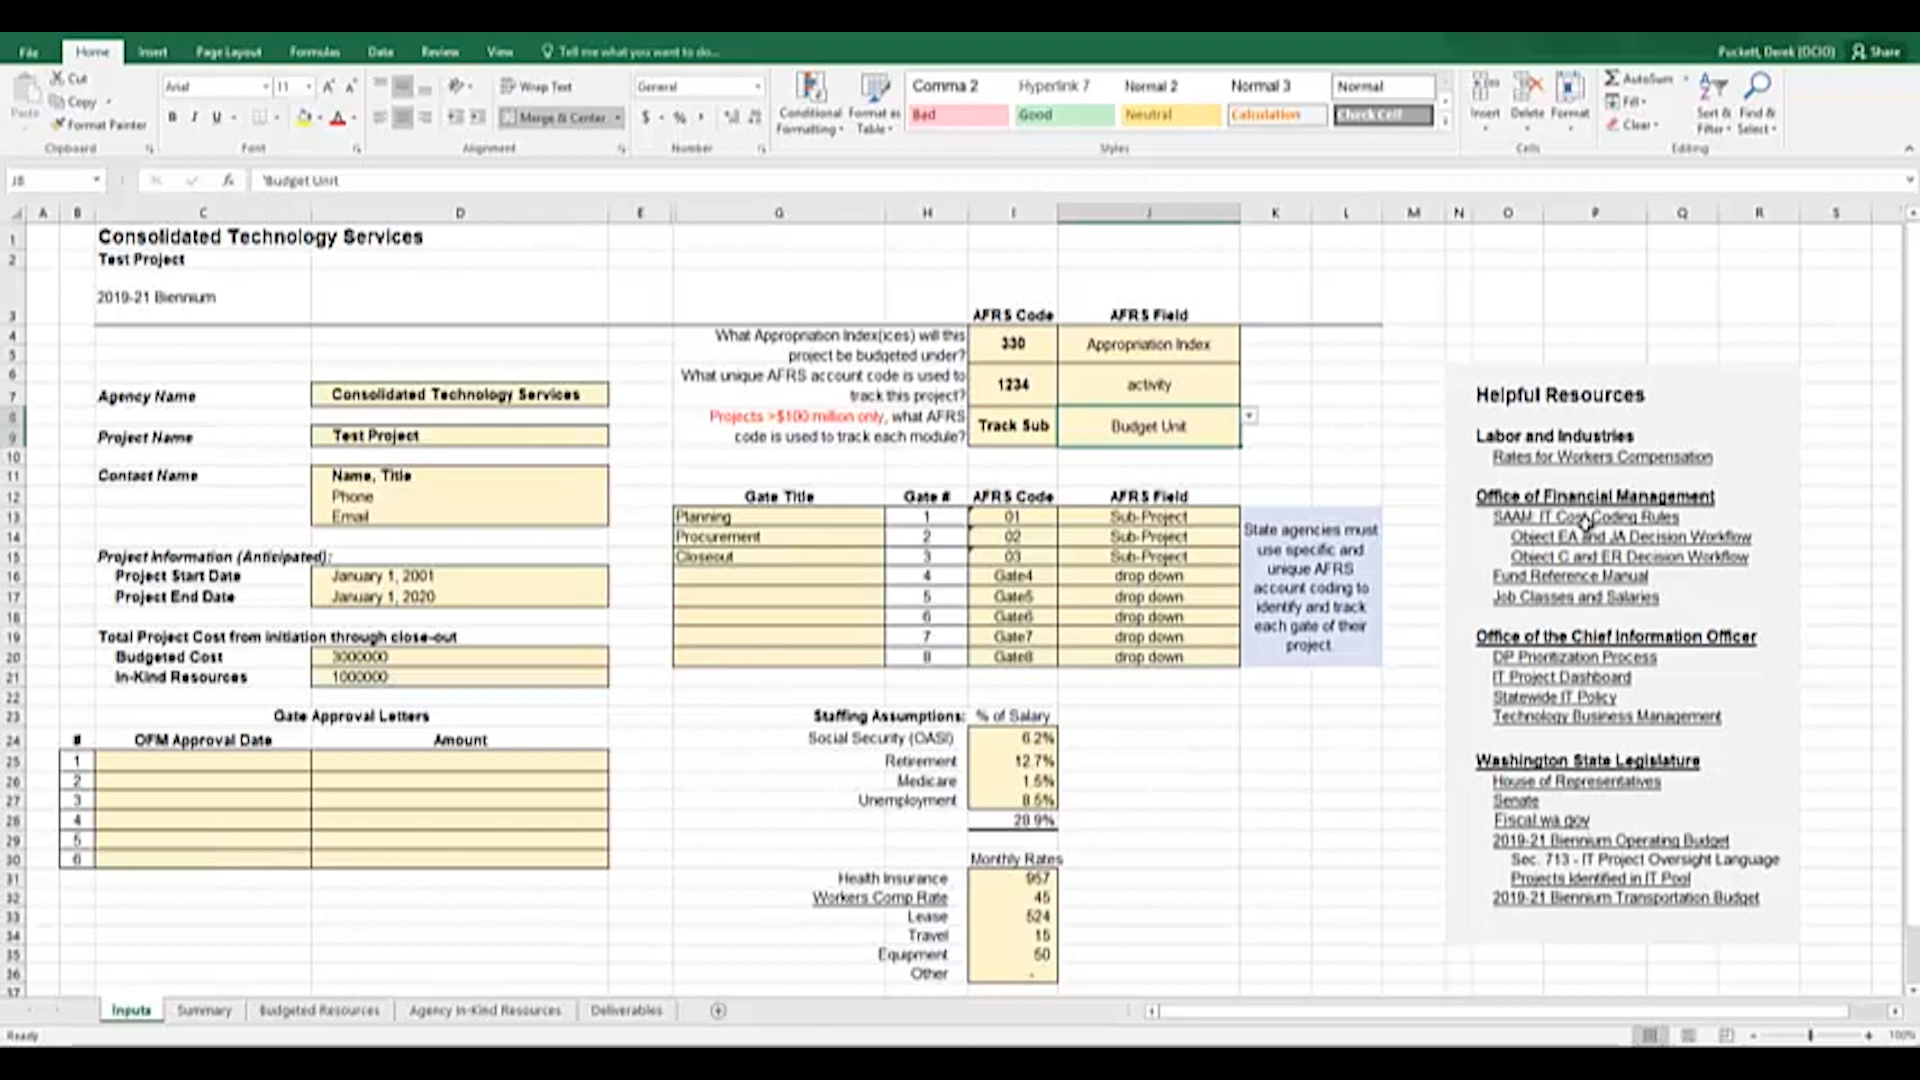 File Home Insert Page Layout Formulas Data Review View Tell me what you want to do... Puckett, Derek (OCIO) Share
Cut
Copy
Format Painter
Paste
Arial 11
Wrap Text
Merge & Center
General
Conditional Formatting
Format as Table
Comma 2 Hyperlink 7 Normal 2 Normal 3 Normal
Bad Good Neutral Calculation Check Cell
Insert Delete Format
AutoSum
Fill
Clear
Sort & Filter
Find & Select
Clipboard Font Alignment Number Styles Cells Editing
J8 'Budget Unit
A B C D E G H I J K L M N O P Q R S
Consolidated Technology Services
Test Project
2019-21 Biennium
AFRS Code AFRS Field
What Appropriation Index(ices) will this
project be budgeted under?
330 Appropriation Index
What unique AFRS account code is used to
track this project?
1234 activity
Projects >$100 million only, what AFRS
code is used to track each module?
Track Sub Budget Unit
Agency Name Consolidated Technology Services
Project Name Test Project
Contact Name Name, Title
Phone
Email
Project Information (Anticipated):
Project Start Date January 1, 2001
Project End Date January 1, 2020
Total Project Cost from initiation through close-out
Budgeted Cost 3000000
In-Kind Resources 1000000
Gate Approval Letters
# OFM Approval Date Amount
1
2
3
4
5
6
Gate Title Gate # AFRS Code AFRS Field
Planning 1 01 Sub-Project
Procurement 2 02 Sub-Project
Closeout 3 03 Sub-Project
4 Gate4 drop down
5 Gate5 drop down
6 Gate6 drop down
7 Gate7 drop down
8 Gate8 drop down
State agencies must
use specific and
unique AFRS
account coding to
identify and track
each gate of their
project.
Staffing Assumptions: % of Salary
Social Security (OASI) 6.2%
Retirement 12.7%
Medicare 1.5%
Unemployment 8.5%
28.9%
Monthly Rates
Health Insurance 957
Workers Comp Rate 45
Lease 524
Travel 15
Equipment 50
Other -
Helpful Resources
Labor and Industries
Rates for Workers Compensation
Office of Financial Management
SAAM: IT Cost Coding Rules
Object EA and JA Decision Workflow
Object C and ER Decision Workflow
Fund Reference Manual
Job Classes and Salaries
Office of the Chief Information Officer
DP Prioritization Process
IT Project Dashboard
Statewide IT Policy
Technology Business Management
Washington State Legislature
House of Representatives
Senate
Fiscal.wa.gov
2019-21 Biennium Operating Budget
Sec. 713 - IT Project Oversight Language
Projects Identified in IT Pool
2019-21 Biennium Transportation Budget
Inputs Summary Budgeted Resources Agency In-Kind Resources Deliverables
Ready 100%